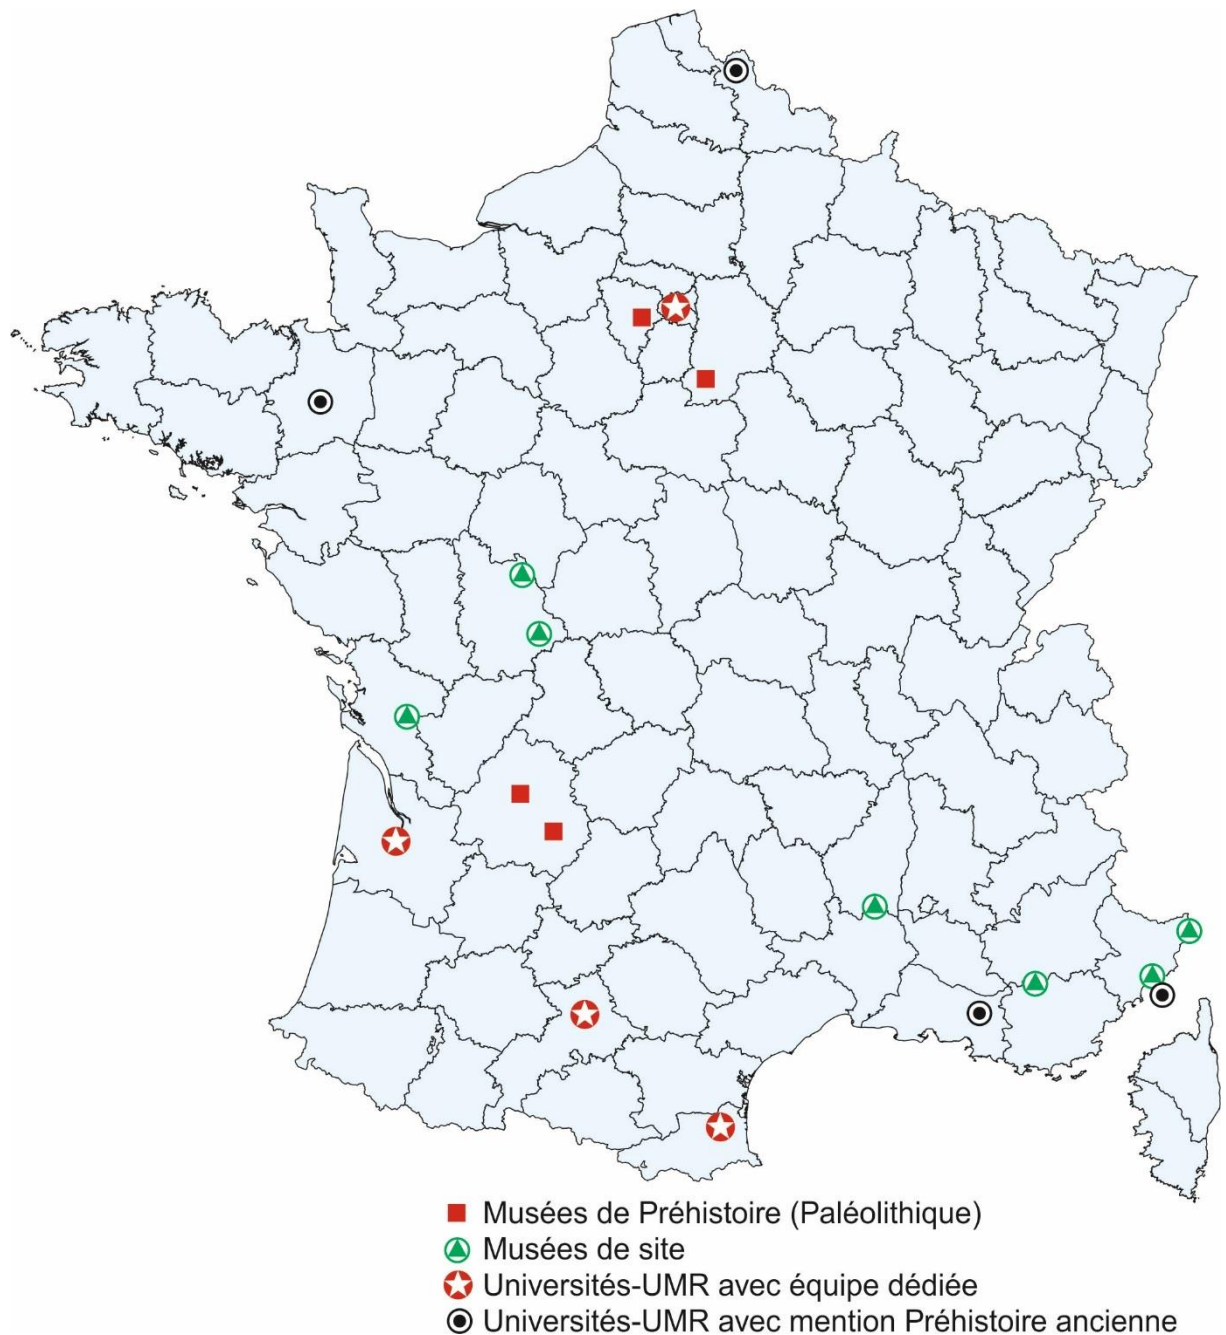 Musées de Préhistoire (Paléolithique)
Musées de site
Universités-UMR avec équipe dédiée
Universités-UMR avec mention Préhistoire ancienne